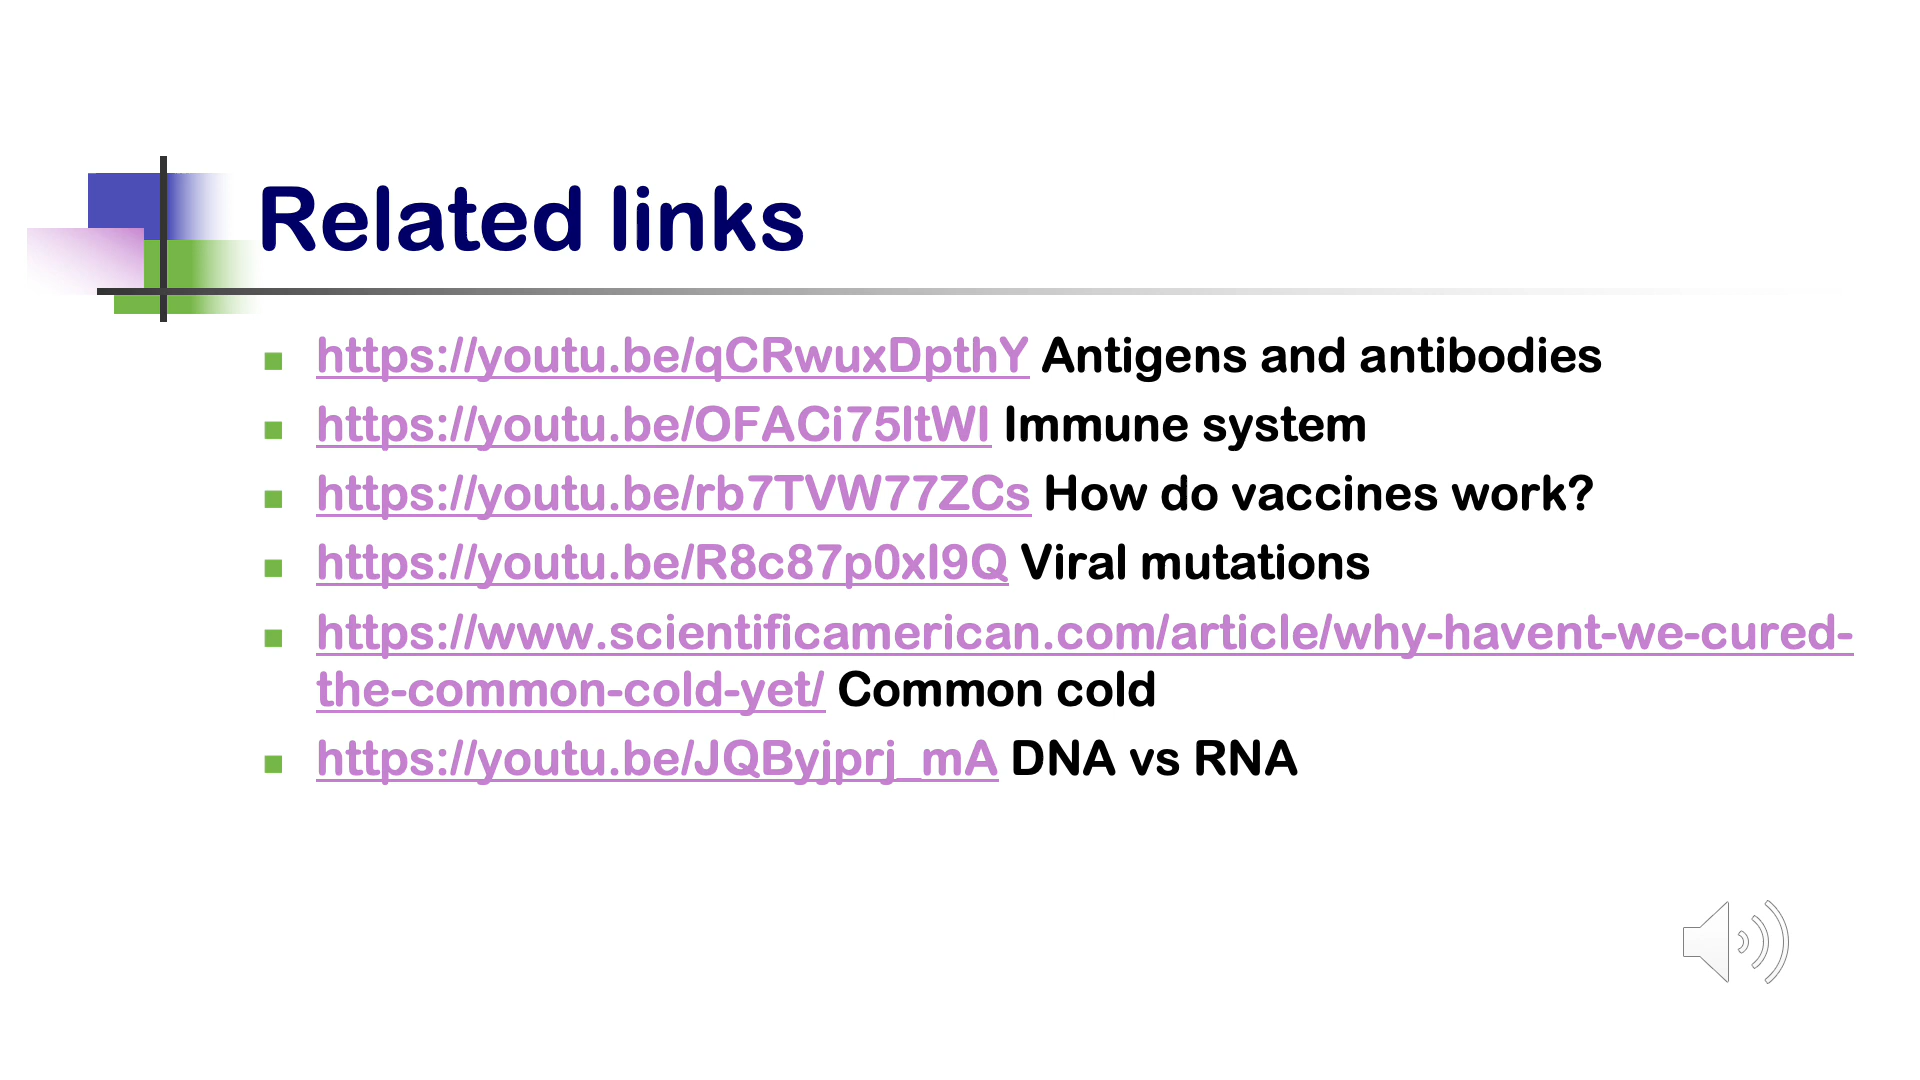 Related links
https://youtu.be/qCRwuxDpthY Antigens and antibodies
https://youtu.be/OFACi75ltWI Immune system
https://youtu.be/rb7TVW77ZCs How do vaccines work?
https://youtu.be/R8c87p0xl9Q Viral mutations
https://www.scientificamerican.com/article/why-havent-we-cured-
the-common-cold-yet/ Common cold
https://youtu.be/JQByjprj_mA DNA vs RNA